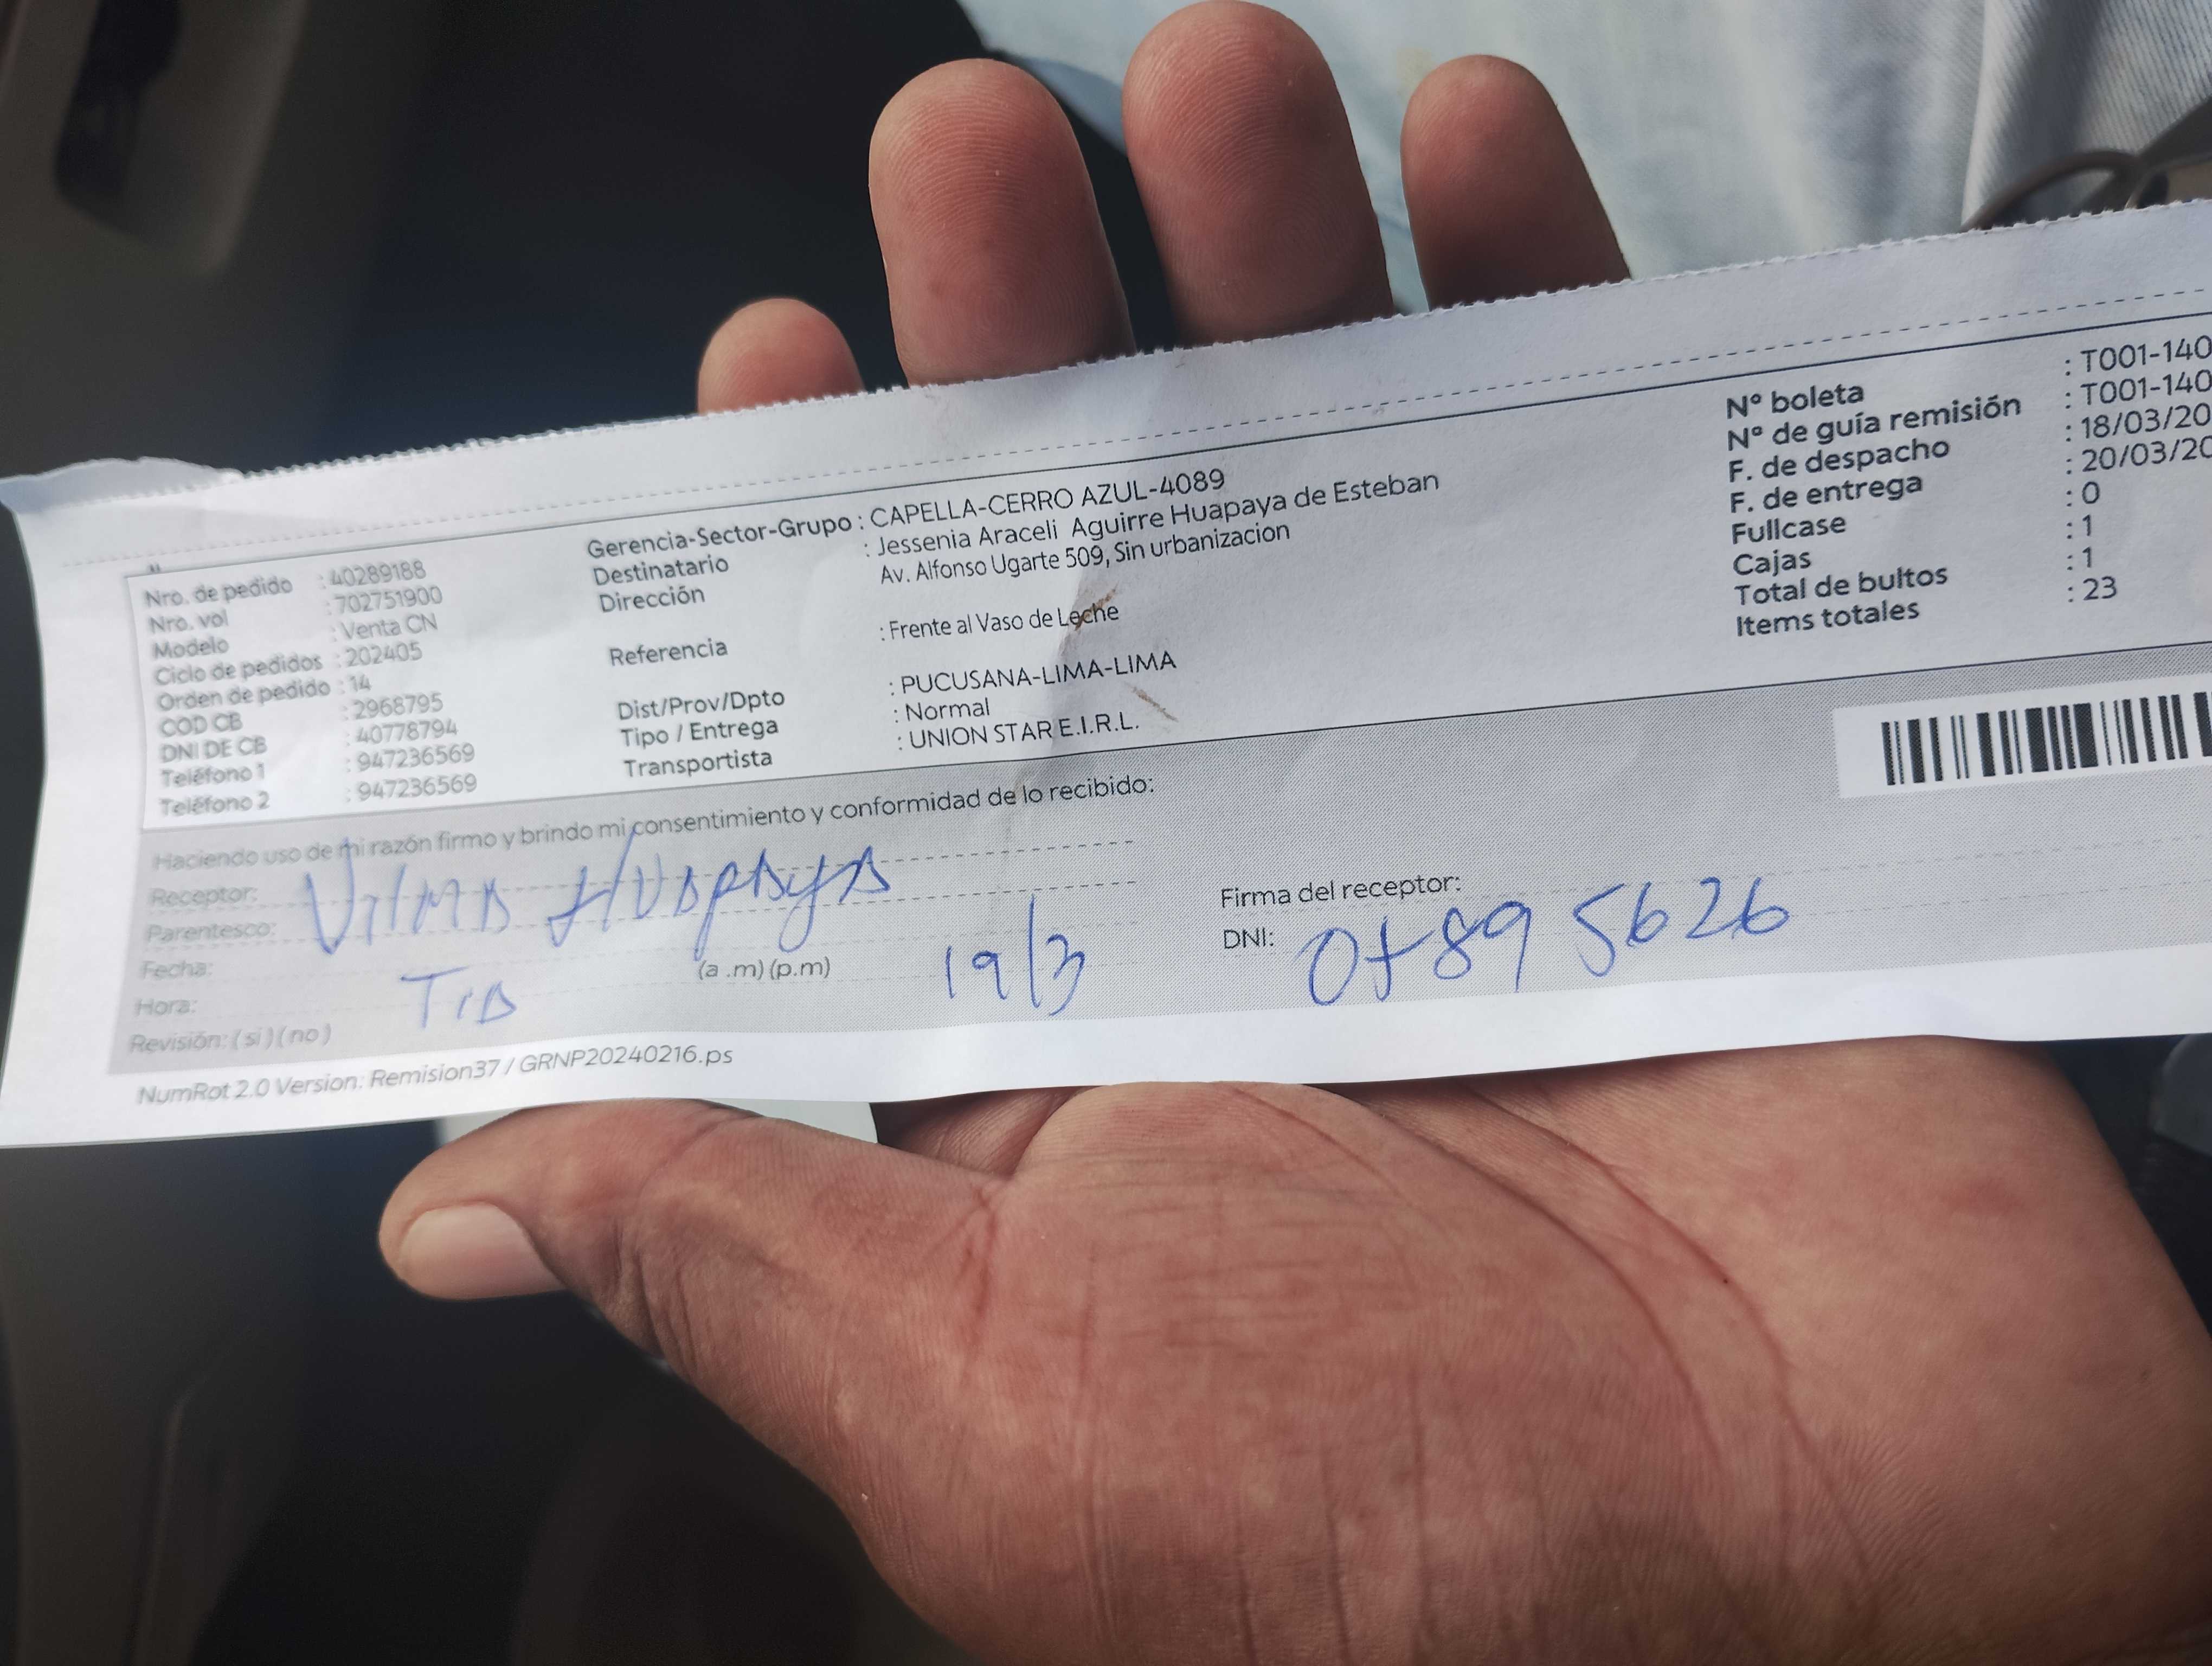 Nro. de pedido : 40289188
Nro. vol : 702751900
Modelo : Venta CN
Ciclo de pedidos : 202405
Orden de pedido : 14
COD CB : 2968795
DNI DE CB : 40778794
Teléfono 1 : 947236569
Teléfono 2 : 947236569
Gerencia-Sector-Grupo : CAPELLA-CERRO AZUL-4089
Destinatario : Jessenia Araceli Aguirre Huapaya de Esteban
Dirección Av. Alfonso Ugarte 509, Sin urbanizacion
Referencia : Frente al Vaso de Leche
Dist/Prov/Dpto : PUCUSANA-LIMA-LIMA
Tipo / Entrega : Normal
Transportista : UNION STAR E.I.R.L.
Nº boleta : T001-140
Nº de guía remisión : T001-140
F. de despacho : 18/03/20
F. de entrega : 20/03/20
Fullcase : 0
Cajas : 1
Total de bultos : 1
Items totales : 23
Haciendo uso de mi razón firmo y brindo mi consentimiento y conformidad de lo recibido:
Receptor: Vilma Huapaya
Parentesco:
Fecha: (a .m) (p.m) 19/3
Hora: Tia
Revisión: ( si ) ( no )
Firma del receptor:
DNI: 07895626
NumRot 2.0 Version: Remision37 / GRNP20240216.ps